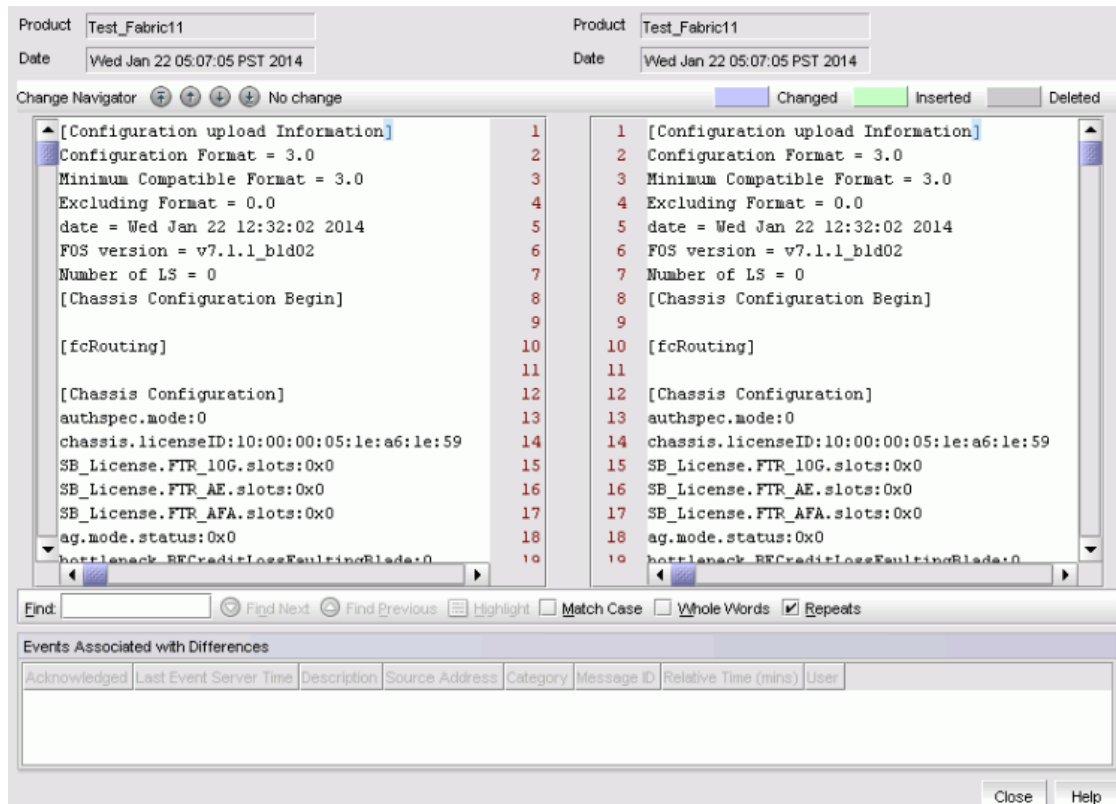 Product Test_Fabric11 Product Test_Fabric11
Date Wed Jan 22 05:07:05 PST 2014 Date Wed Jan 22 05:07:05 PST 2014
Change Navigator No change Changed Inserted Deleted
[Configuration upload Information] 1
Configuration Format = 3.0 2
Minimum Compatible Format = 3.0 3
Excluding Format = 0.0 4
date = Wed Jan 22 12:32:02 2014 5
FOS version = v7.1.1_bld02 6
Number of LS = 0 7
[Chassis Configuration Begin] 8
9
[fcRouting] 10
11
[Chassis Configuration] 12
authspec.mode:0 13
chassis.licenseID:10:00:00:05:1e:a6:1e:59 14
SB_License.FTR_10G.slots:0x0 15
SB_License.FTR_AE.slots:0x0 16
SB_License.FTR_AFA.slots:0x0 17
ag.mode.status:0x0 18
bottleneck.BECreditLossFaultingBlade:0 19
1 [Configuration upload Information]
2 Configuration Format = 3.0
3 Minimum Compatible Format = 3.0
4 Excluding Format = 0.0
5 date = Wed Jan 22 12:32:02 2014
6 FOS version = v7.1.1_bld02
7 Number of LS = 0
8 [Chassis Configuration Begin]
9
10 [fcRouting]
11
12 [Chassis Configuration]
13 authspec.mode:0
14 chassis.licenseID:10:00:00:05:1e:a6:1e:59
15 SB_License.FTR_10G.slots:0x0
16 SB_License.FTR_AE.slots:0x0
17 SB_License.FTR_AFA.slots:0x0
18 ag.mode.status:0x0
19 bottleneck.BECreditLossFaultingBlade:0
Find: Find Next Find Previous Highlight Match Case Whole Words Repeats
Events Associated with Differences
Acknowledged Last Event Server Time Description Source Address Category Message ID Relative Time (mins) User
Close Help